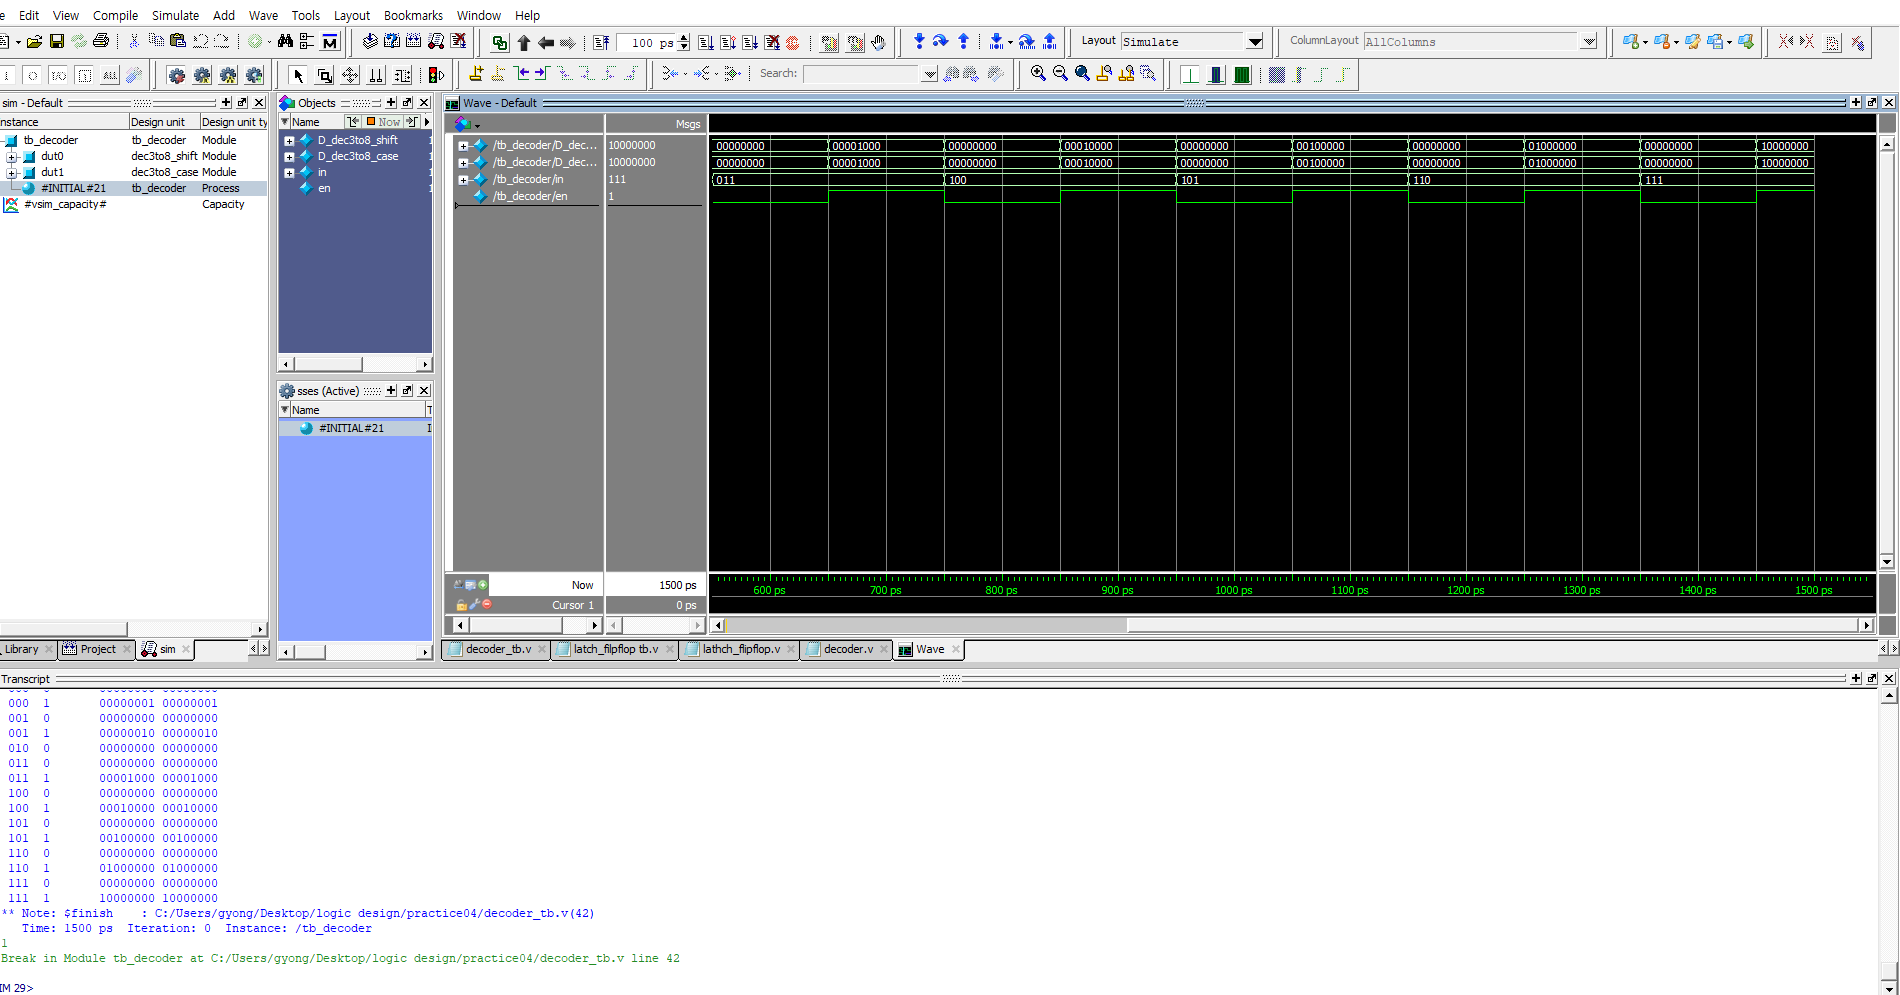 e Edit View Compile Simulate Add Wave Tools Layout Bookmarks Window Help
100 ps
Layout Simulate
ColumnLayout AllColumns
Search:
sim - Default
nstance Design unit Design unit ty
tb_decoder tb_decoder Module
dut0 dec3to8_shift Module
dut1 dec3to8_case Module
#INITIAL#21 tb_decoder Process
#vsim_capacity# Capacity
Objects
Name Now
D_dec3to8_shift 1
D_dec3to8_case 1
in 1
en 1
sses (Active)
Name T
#INITIAL#21 I
Wave - Default
Msgs
/tb_decoder/D_dec... 10000000 00000000 00001000 00000000 00010000 00000000 00100000 00000000 01000000 00000000 10000000
/tb_decoder/D_dec... 10000000 00000000 00001000 00000000 00010000 00000000 00100000 00000000 01000000 00000000 10000000
/tb_decoder/in 111 011 100 101 110 111
/tb_decoder/en 1
Now 1500 ps
Cursor 1 0 ps
600 ps 700 ps 800 ps 900 ps 1000 ps 1100 ps 1200 ps 1300 ps 1400 ps 1500 ps
Library Project sim
decoder_tb.v latch_filpflop tb.v lathch_flipflop.v decoder.v Wave
Transcript
000 0 00000000 00000000
000 1 00000001 00000001
001 0 00000000 00000000
001 1 00000010 00000010
010 0 00000000 00000000
011 0 00000000 00000000
011 1 00001000 00001000
100 0 00000000 00000000
100 1 00010000 00010000
101 0 00000000 00000000
101 1 00100000 00100000
110 0 00000000 00000000
110 1 01000000 01000000
111 0 00000000 00000000
111 1 10000000 10000000
** Note: $finish : C:/Users/gyong/Desktop/logic design/practice04/decoder_tb.v(42)
Time: 1500 ps Iteration: 0 Instance: /tb_decoder
1
Break in Module tb_decoder at C:/Users/gyong/Desktop/logic design/practice04/decoder_tb.v line 42
IM 29>